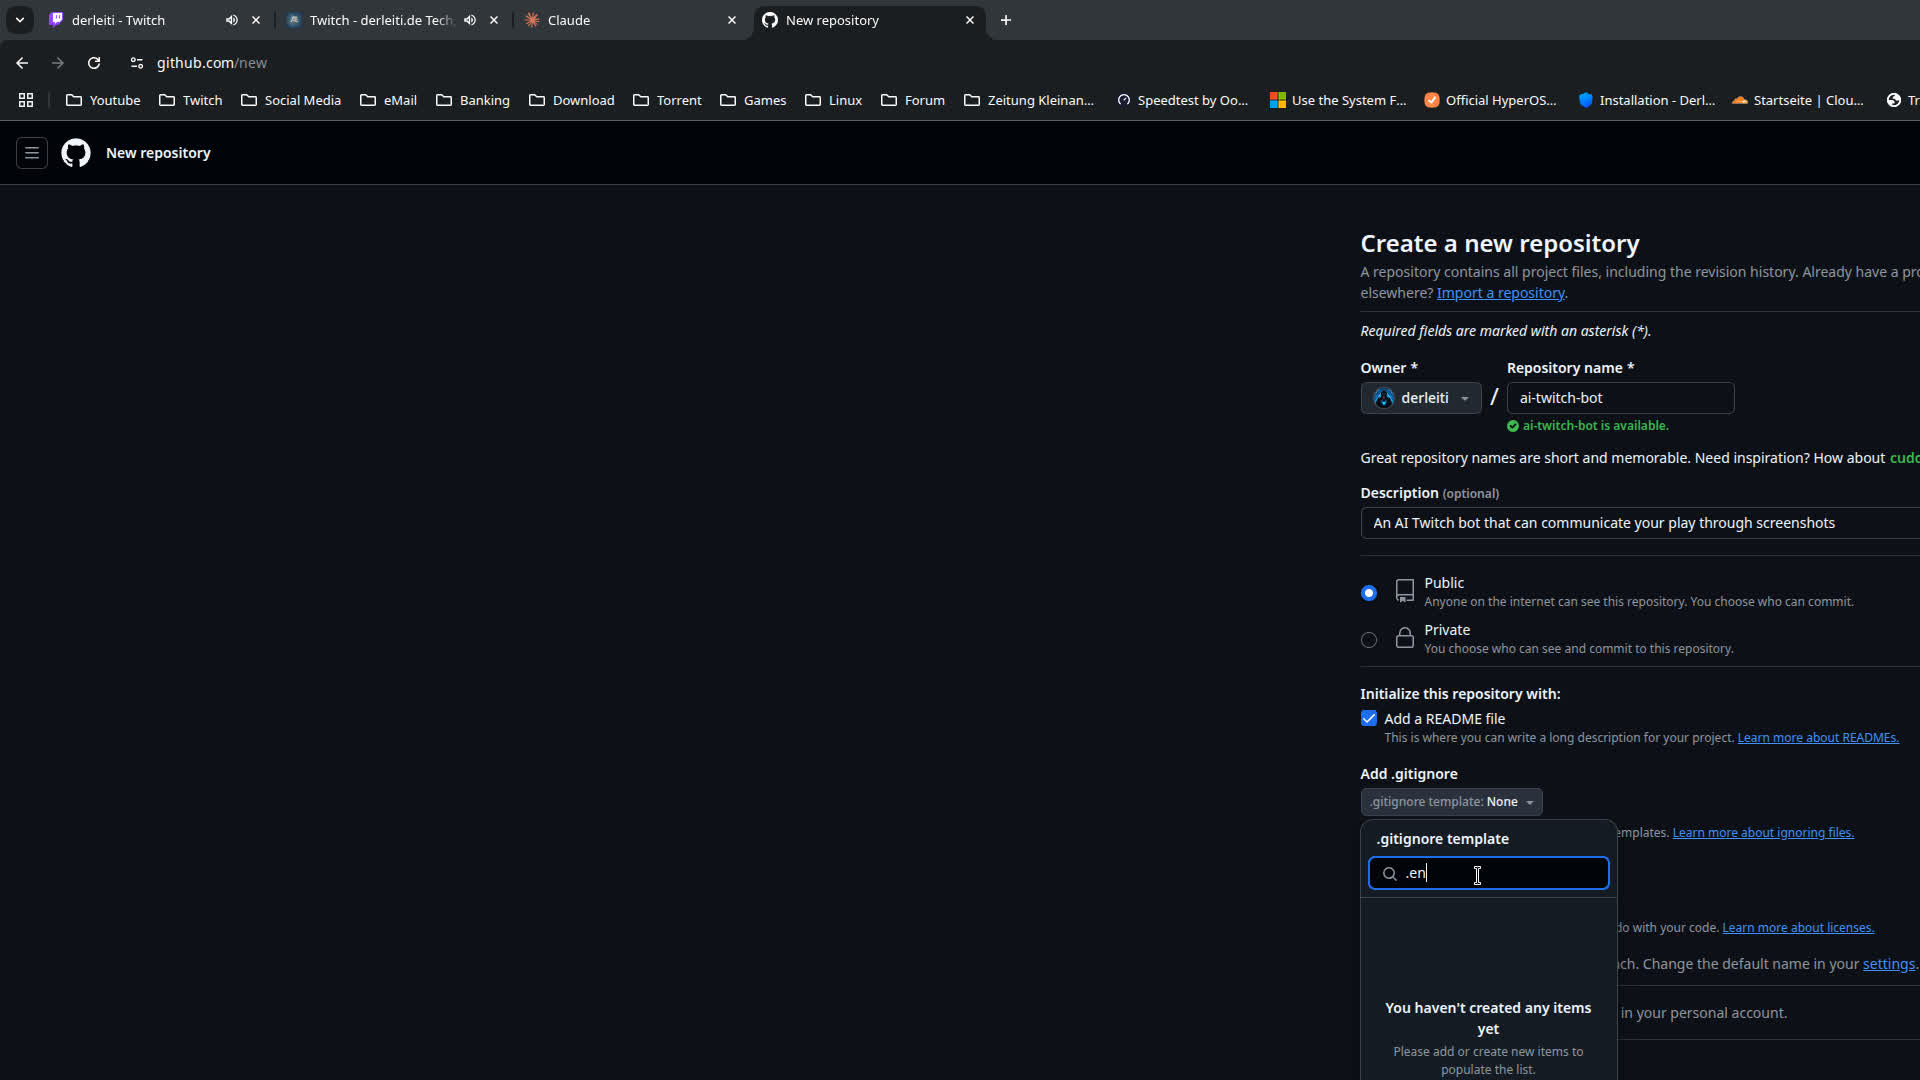 derleiti - Twitch
Twitch - derleiti.de Tech
Claude
New repository
github.com/new
Youtube
Twitch
Social Media
eMail
Banking
Download
Torrent
Games
Linux
Forum
Zeitung Kleinan...
Speedtest by Oo...
Use the System F...
Official HyperOS...
Installation - Derl...
Startseite | Clou...
Tr
New repository
Create a new repository
A repository contains all project files, including the revision history. Already have a pro
elsewhere? Import a repository.
Required fields are marked with an asterisk (*).
Owner *
Repository name *
derleiti
/
ai-twitch-bot
ai-twitch-bot is available.
Great repository names are short and memorable. Need inspiration? How about cudd
Description (optional)
An AI Twitch bot that can communicate your play through screenshots
Public
Anyone on the internet can see this repository. You choose who can commit.
Private
You choose who can see and commit to this repository.
Initialize this repository with:
Add a README file
This is where you can write a long description for your project. Learn more about READMEs.
Add .gitignore
.gitignore template: None
emplates. Learn more about ignoring files.
.gitignore template
.en
do with your code. Learn more about licenses.
ch. Change the default name in your settings.
You haven't created any items
yet
in your personal account.
Please add or create new items to
populate the list.